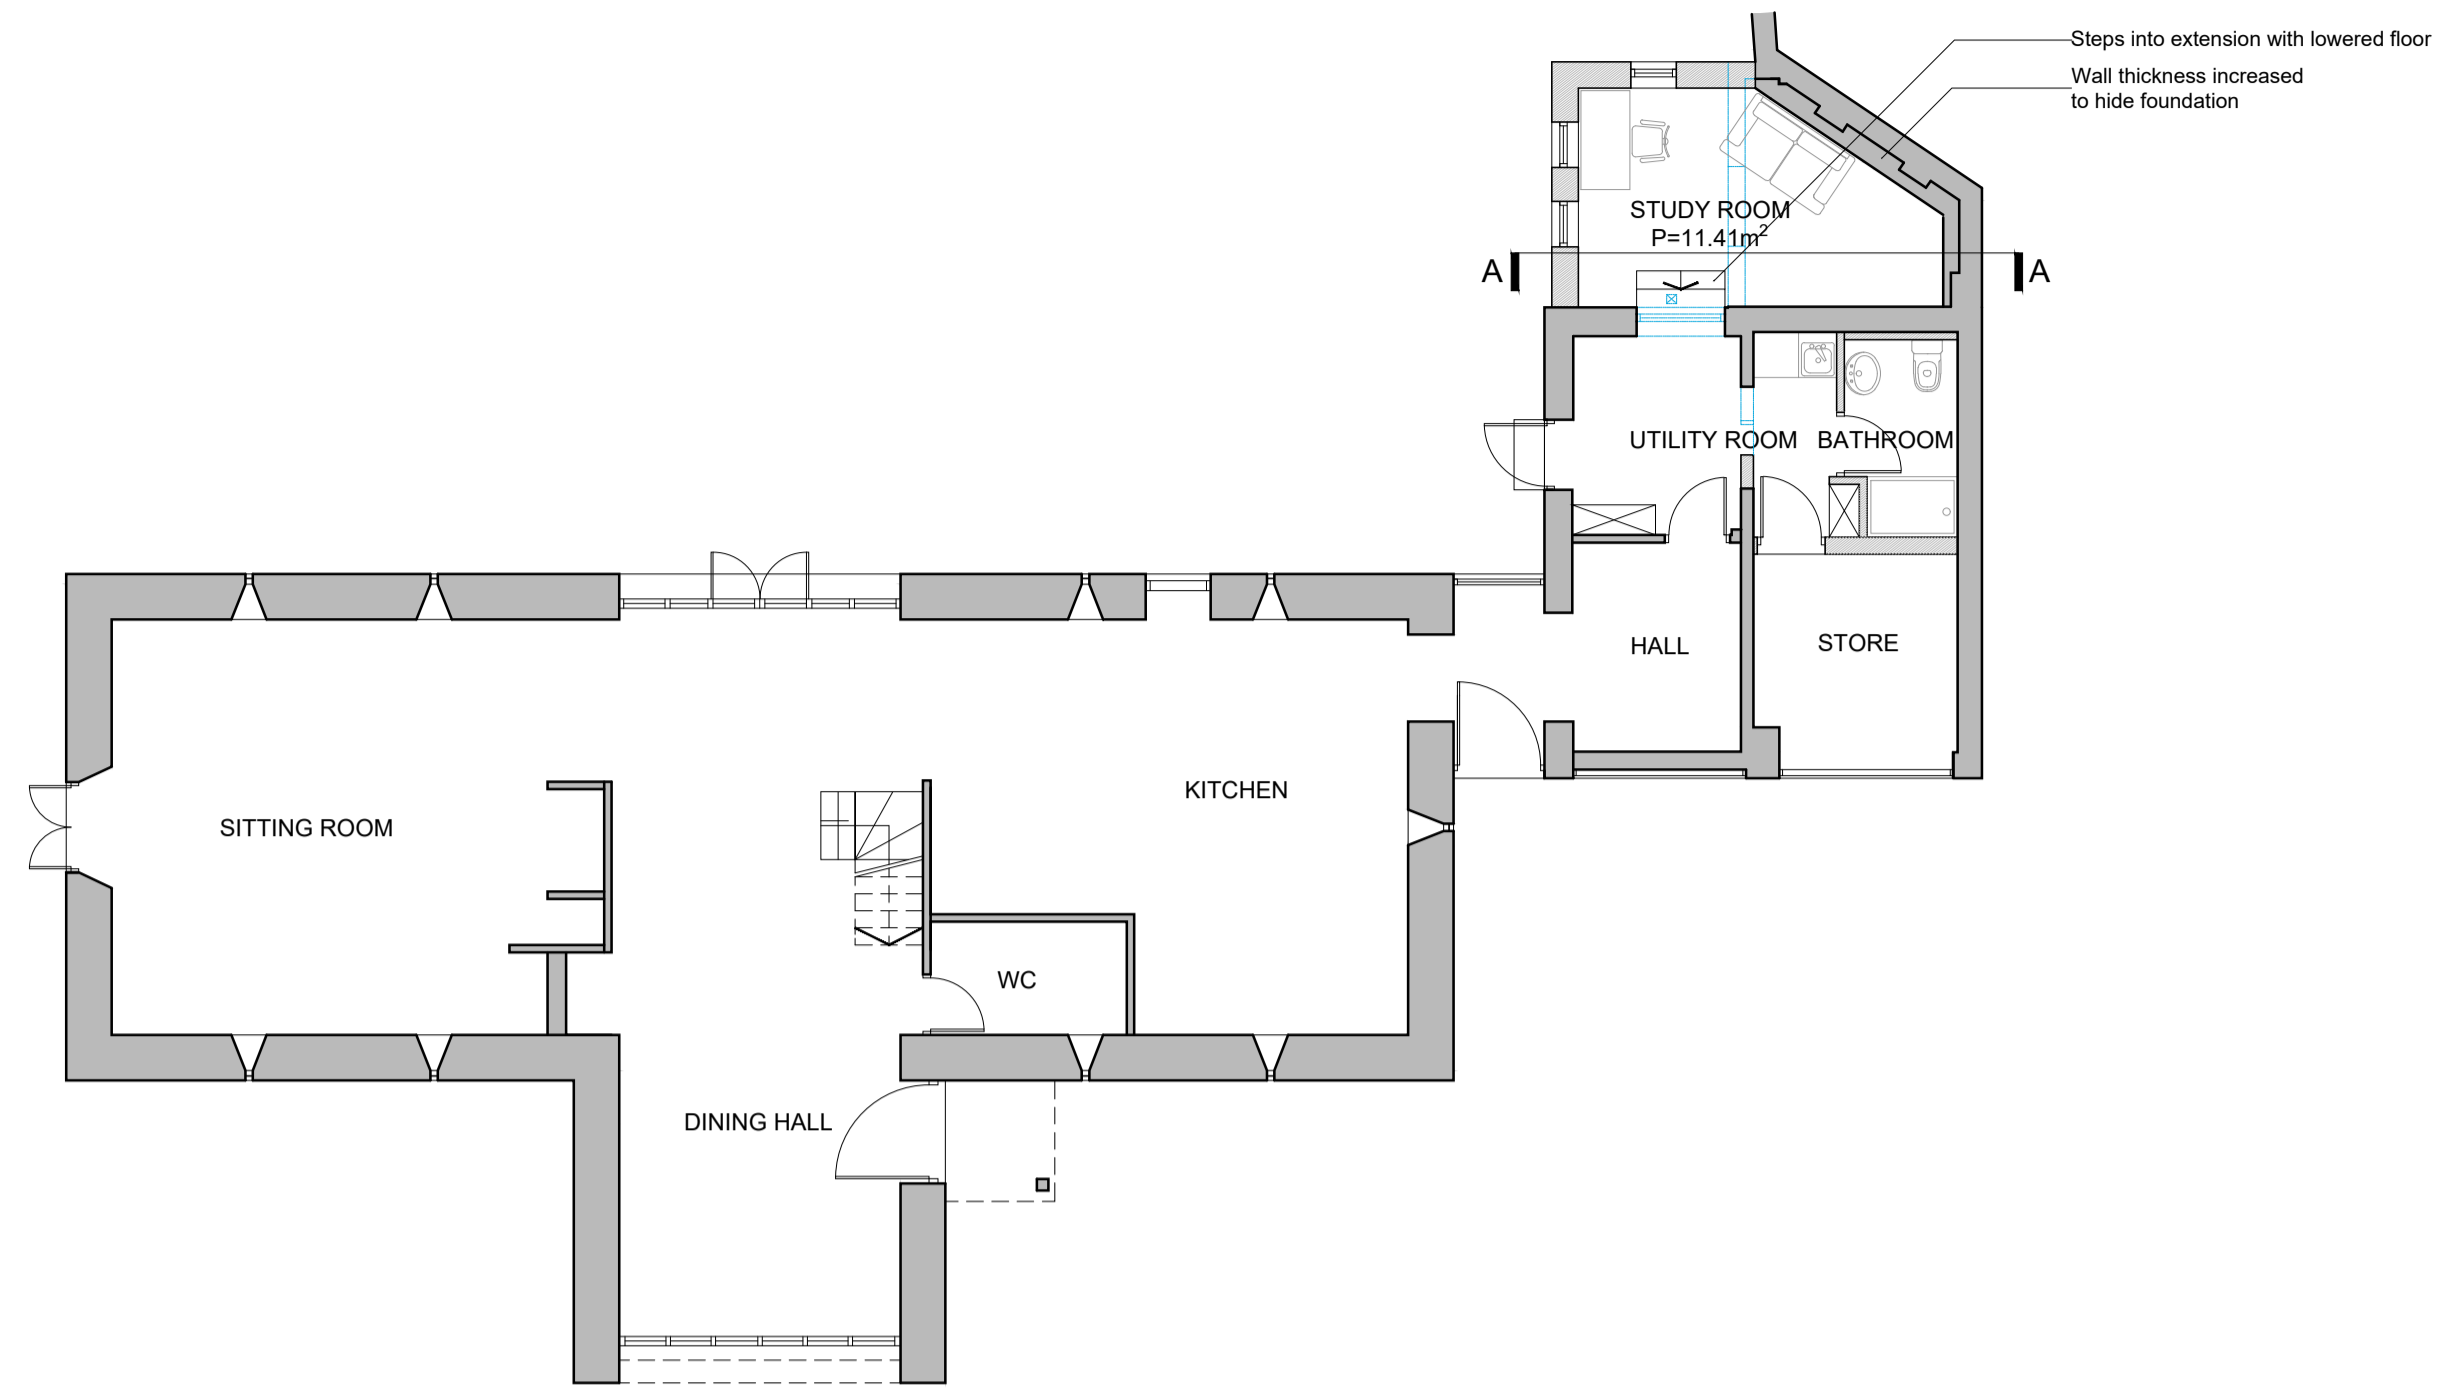 Steps into extension with lowered floor
Wall thickness increased
to hide foundation
STUDY ROOM
P=11.41m²
A
A
UTILITY ROOM
BATHROOM
HALL
STORE
KITCHEN
SITTING ROOM
WC
DINING HALL